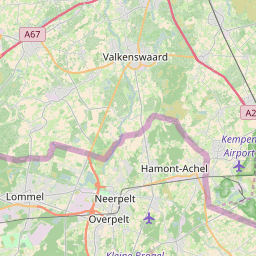 A67
Valkenswaard
A2
Kempen
Airport
Hamont-Achel
Lommel
Neerpelt
Overpelt
Kleine Brogel